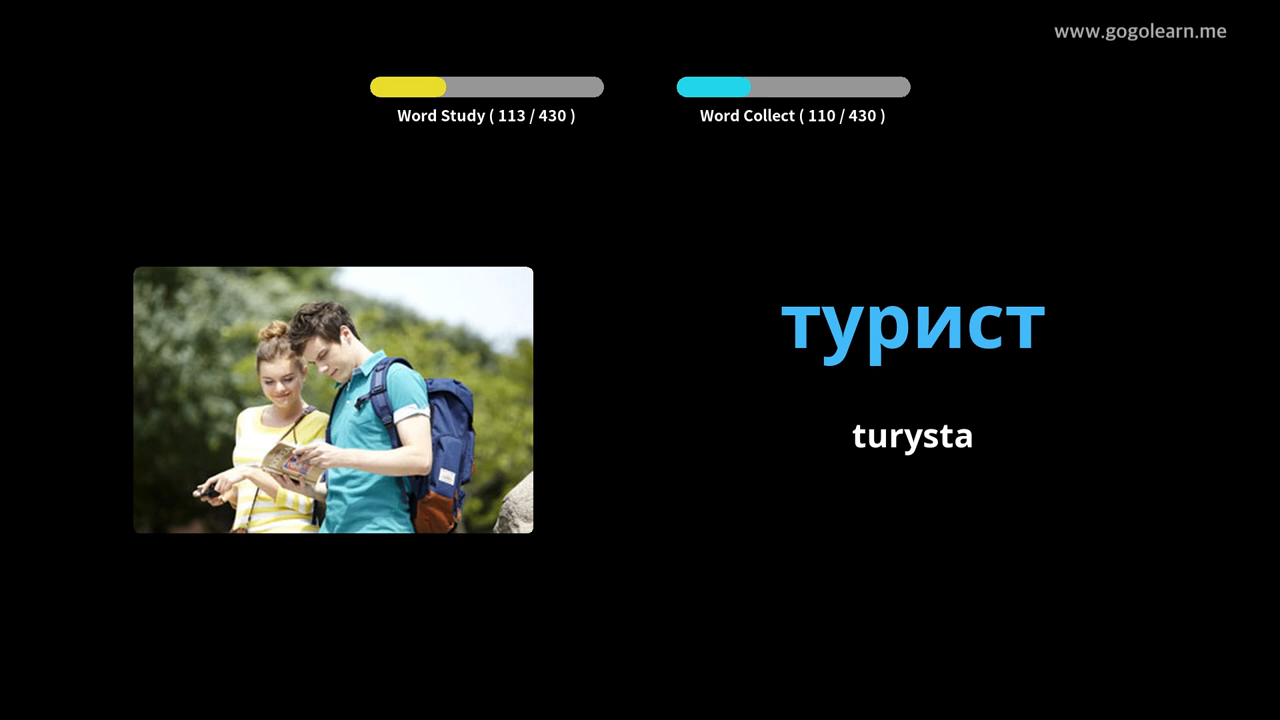 www.gogolearn.me
Word Study ( 113 / 430 )
Word Collect ( 110 / 430 )
турист
turysta